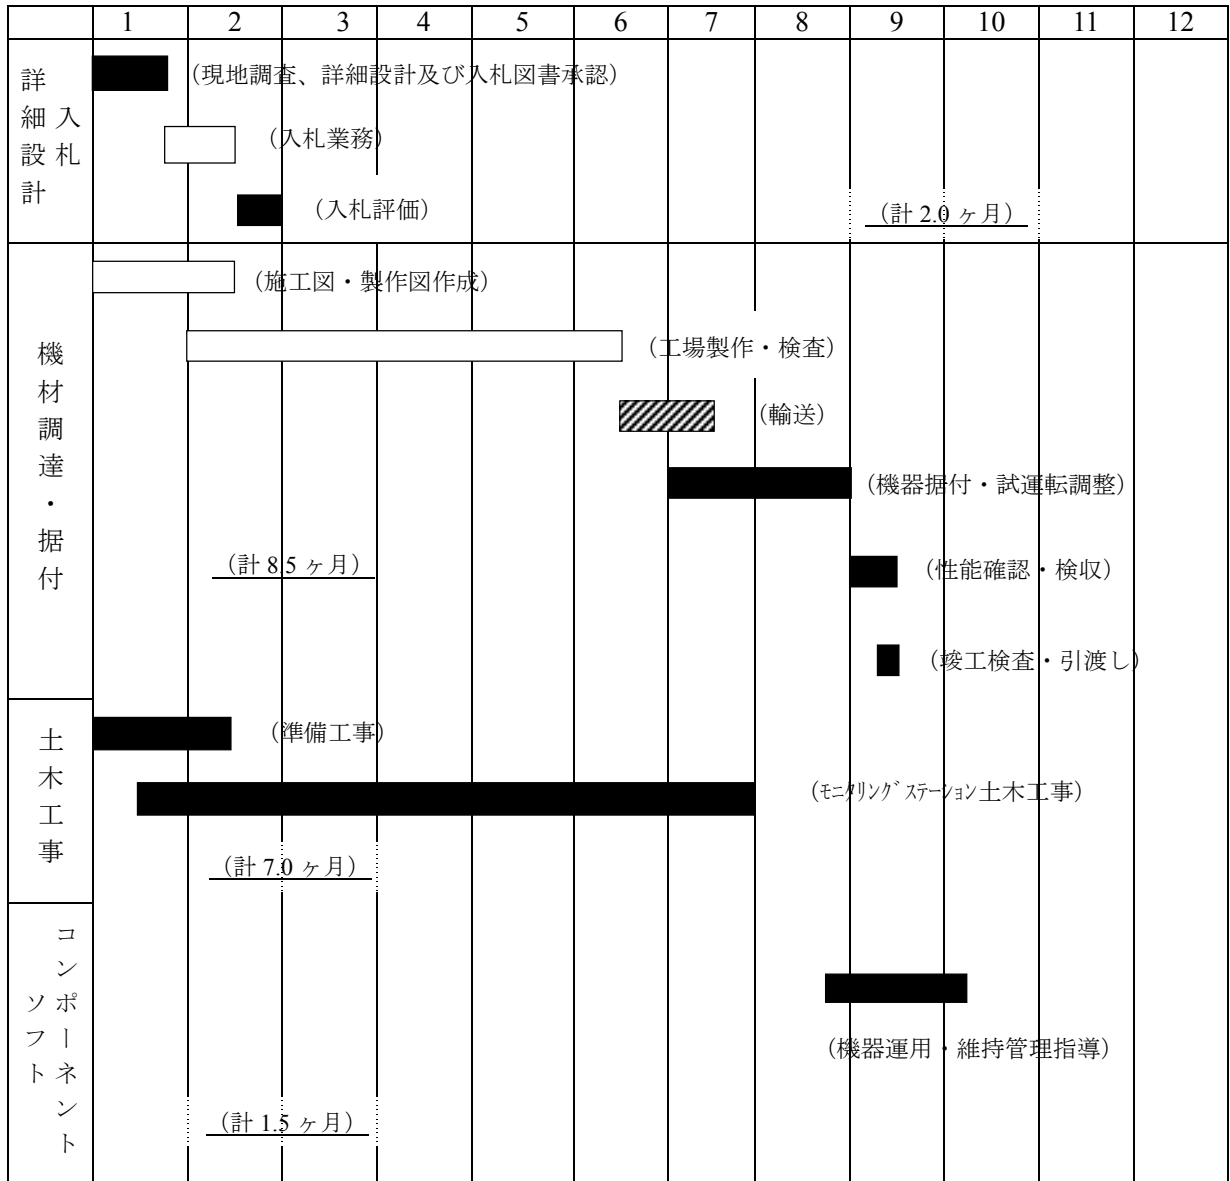 1 2 3 4 5 6 7 8 9 10 11 12
詳細設計
入札
(現地調査、詳細設計及び入札図書承認)
(入札業務)
(入札評価)
(計 2.0 ヶ月)
機材調達・据付
(施工図・製作図作成)
(工場製作・検査)
(輸送)
(機器据付・試運転調整)
(計 8.5 ヶ月)
(性能確認・検収)
(竣工検査・引渡し)
土木工事
(準備工事)
(ﾓﾆﾀﾘﾝｸﾞｽﾃｰｼｮﾝ土木工事)
(計 7.0 ヶ月)
ソフト
コンポーネント
(機器運用・維持管理指導)
(計 1.5 ヶ月)